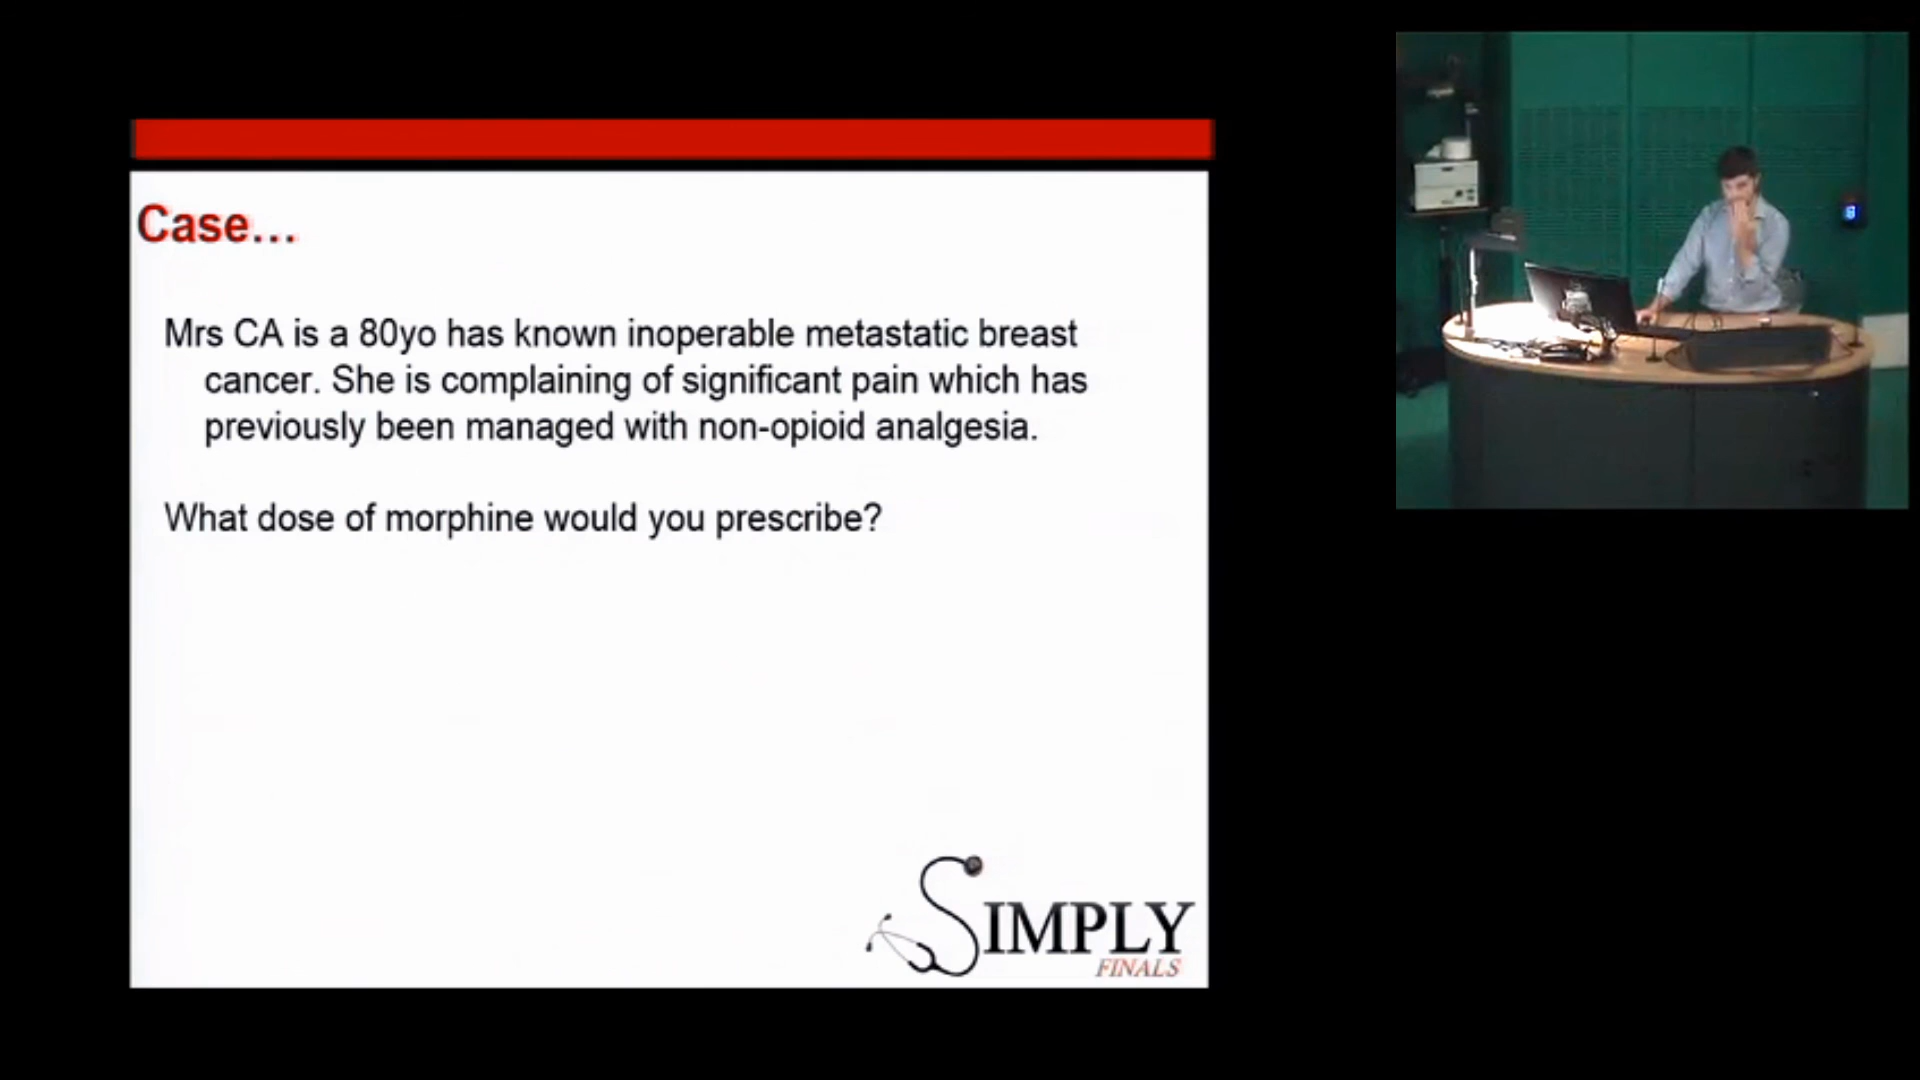 Case...
Mrs CA is a 80yo has known inoperable metastatic breast
cancer. She is complaining of significant pain which has
previously been managed with non-opioid analgesia.
What dose of morphine would you prescribe?
SIMPLY
FINALS